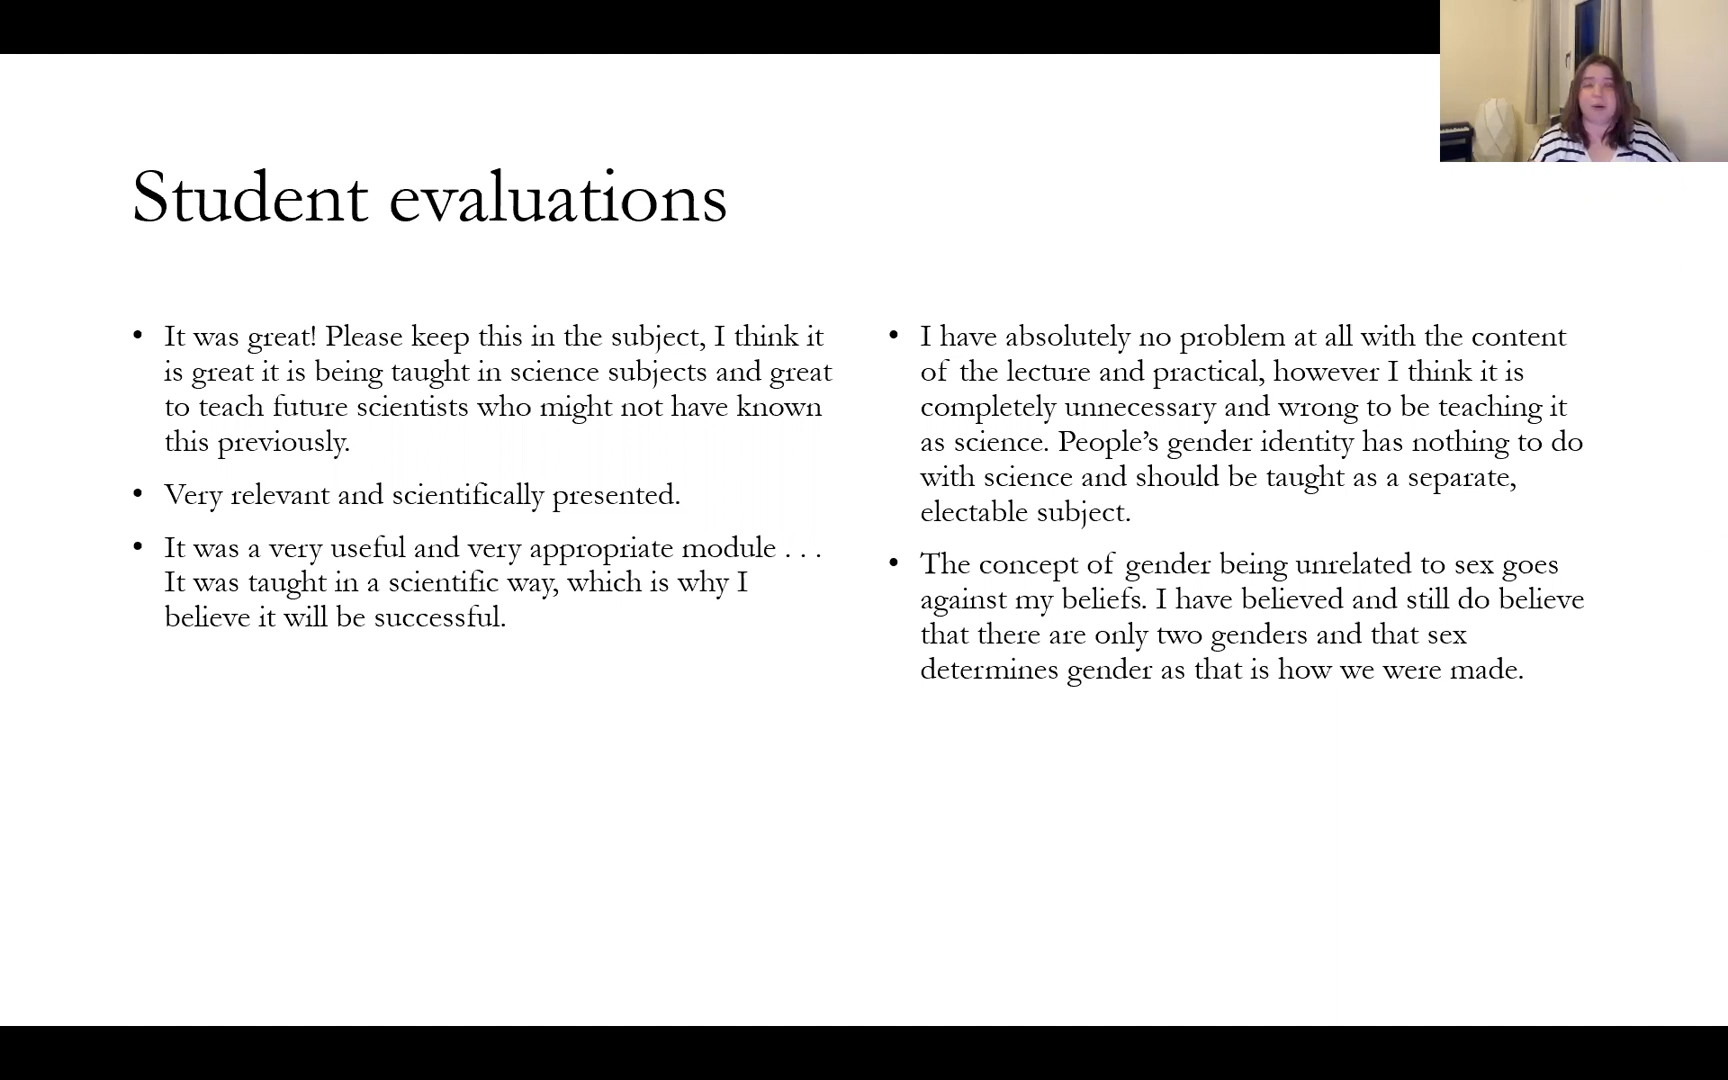 Student evaluations
• It was great! Please keep this in the subject, I think it
is great it is being taught in science subjects and great
to teach future scientists who might not have known
this previously.
• Very relevant and scientifically presented.
• It was a very useful and very appropriate module . . .
It was taught in a scientific way, which is why I
believe it will be successful.
• I have absolutely no problem at all with the content
of the lecture and practical, however I think it is
completely unnecessary and wrong to be teaching it
as science. People’s gender identity has nothing to do
with science and should be taught as a separate,
electable subject.
• The concept of gender being unrelated to sex goes
against my beliefs. I have believed and still do believe
that there are only two genders and that sex
determines gender as that is how we were made.